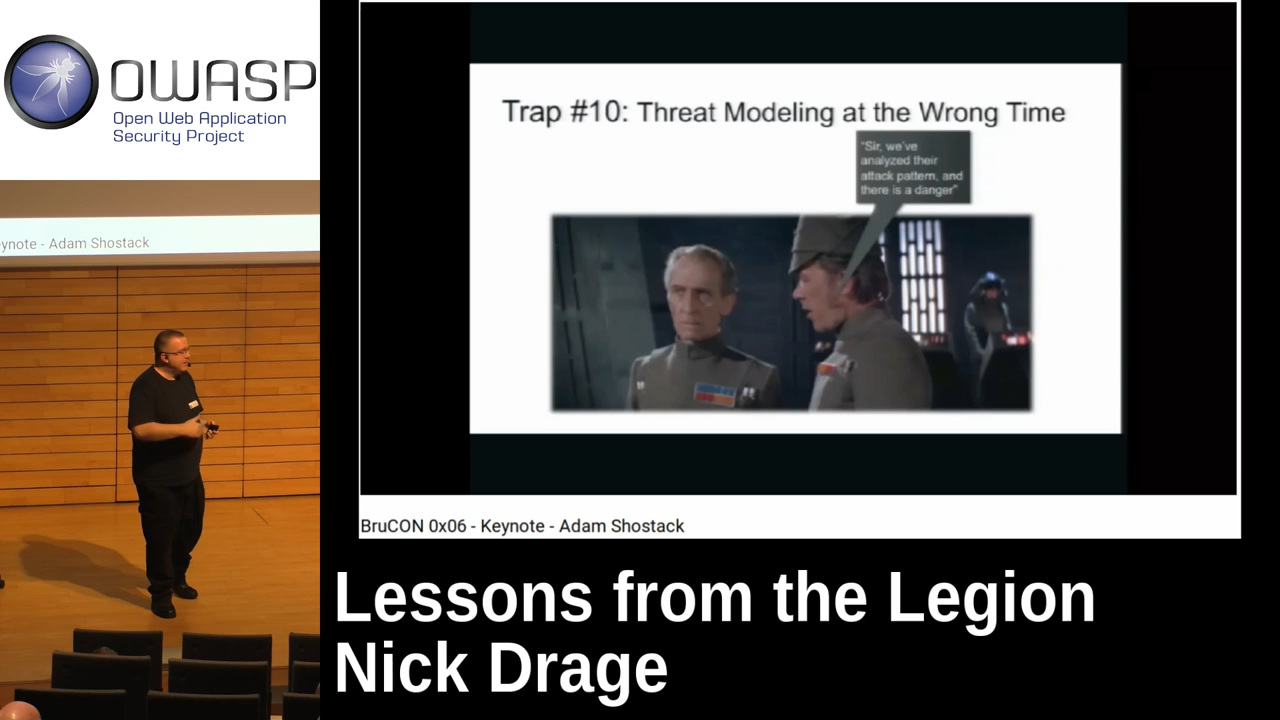 OWASP
Open Web Application
Security Project
eynote - Adam Shostack
Trap #10: Threat Modeling at the Wrong Time
“Sir, we’ve
analyzed their
attack pattern, and
there is a danger”
BruCON 0x06 - Keynote - Adam Shostack
Lessons from the Legion
Nick Drage